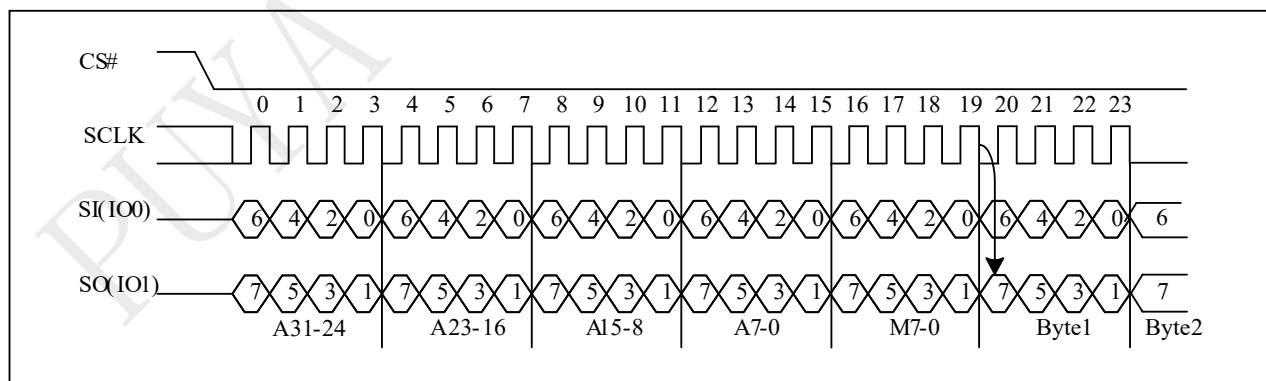 PUYA
CS#
0 1 2 3 4 5 6 7 8 9 10 11 12 13 14 15 16 17 18 19 20 21 22 23
SCLK
SI(IO0) 6 4 2 0 6 4 2 0 6 4 2 0 6 4 2 0 6 4 2 0 6 4 2 0 6
SO(IO1) 7 5 3 1 7 5 3 1 7 5 3 1 7 5 3 1 7 5 3 1 7 5 3 1 7
A31-24 A23-16 A15-8 A7-0 M7-0 Byte1 Byte2